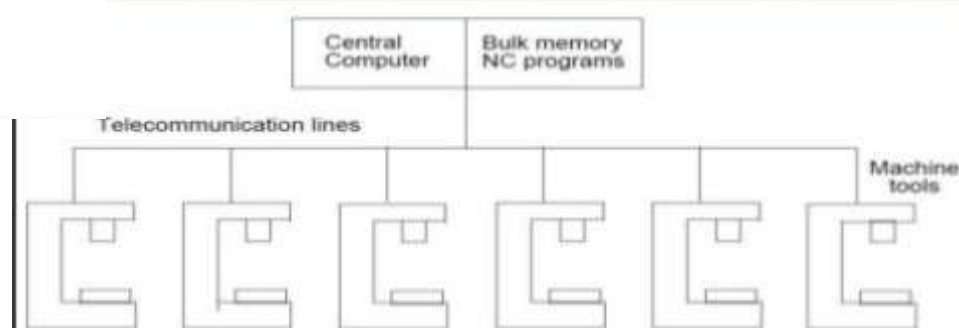 Central
Computer
Bulk memory
NC programs
Telecommunication lines
Machine
tools